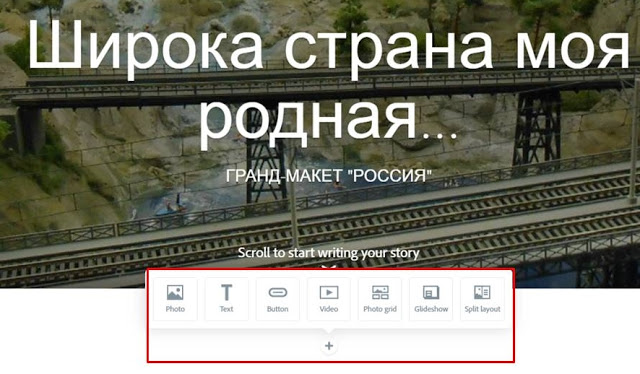 Широка страна моя
родная...
ГРАНД-МАКЕТ "РОССИЯ"
Scroll to start writing your story
Photo
Text
Button
Video
Photo grid
Glideshow
Split layout